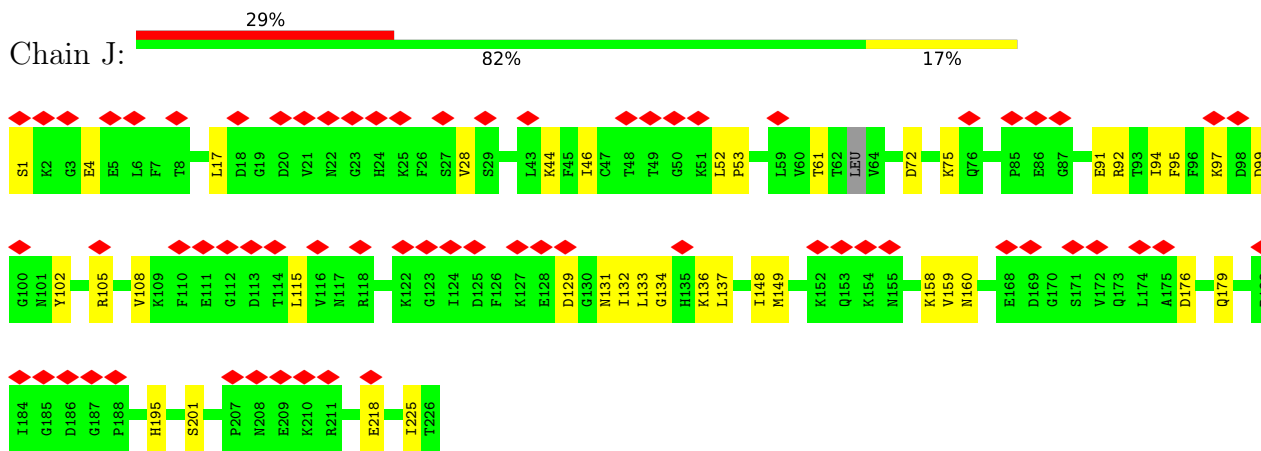 29%
Chain J:
82% 17%
S1 K2 G3 E4 E5 L6 F7 T8 L17 D18 G19 D20 V21 N22 G23 H24 K25 F26 S27 V28 S29 L43 K44 F45 I46 C47 T48 T49 G50 K51 L52 P53 L59 V60 T61 T62 LEU V64 D72 K75 Q76 P85 E86 G87 E91 R92 T93 I94 F95 F96 K97 D98 D99
G100 N101 Y102 R105 V108 K109 F110 E111 G112 D113 T114 L115 V116 N117 R118 K122 G123 T124 D125 F126 K127 E128 D129 G130 N131 I132 L133 G134 H135 K136 L137 I148 M149 K152 Q153 K154 N155 K158 V159 N160 E168 D169 G170 S171 V172 Q173 L174 A175 D176 Q179
I184 G185 D186 G187 P188 H195 S201 P207 N208 E209 K210 R211 E218 I225 T226